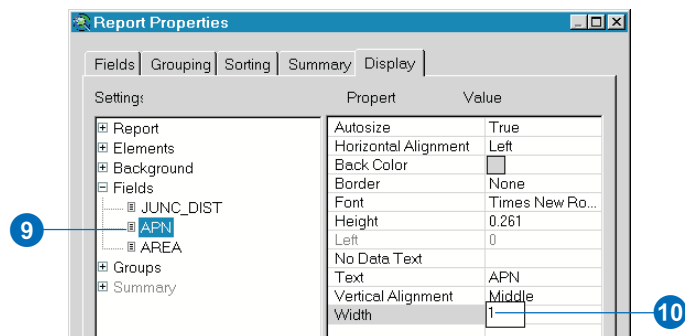 Report Properties
Fields Grouping Sorting Summary Display
Settings Propert Value
Report
Elements
Background
Fields
JUNC_DIST
9
APN
AREA
Groups
Summary
Autosize True
Horizontal Alignment Left
Back Color
Border None
Font Times New Ro...
Height 0.261
Left 0
No Data Text
Text APN
Vertical Alignment Middle
Width 1
10